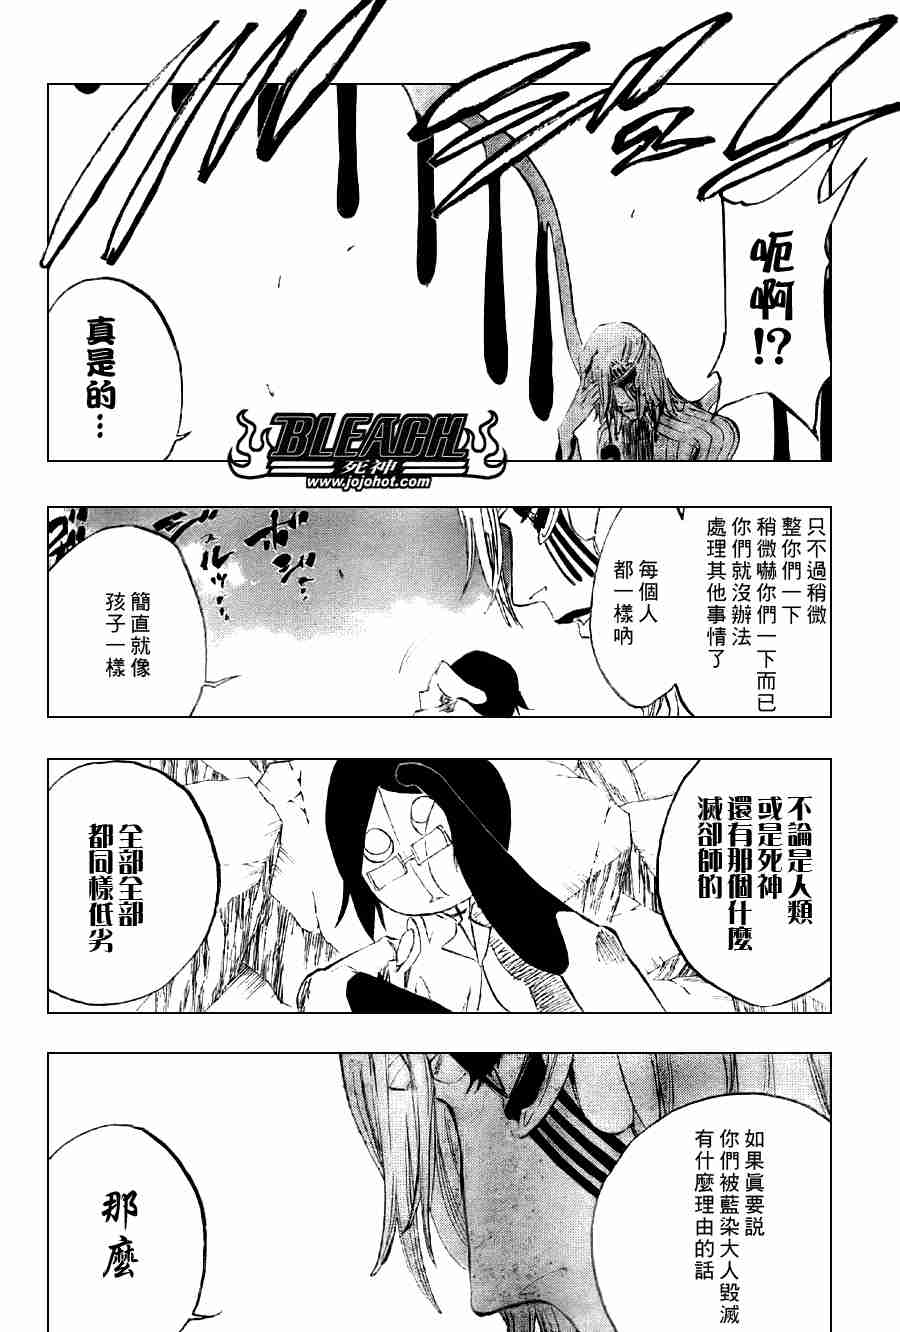 呃啊!?
真是的…
BLEACH
死神
www.jojohot.com
只不過稍微
整你們一下
稍微嚇你們一下而已
你們就沒辦法
處理其他事情了
每個人
都一樣吶
簡直就像
孩子一樣
不論是人類
或是死神
還有那個什麼
滅卻師的
全部全部
都同樣低劣
如果真要説
你們被藍染大人毀滅
有什麼理由的話
那麼